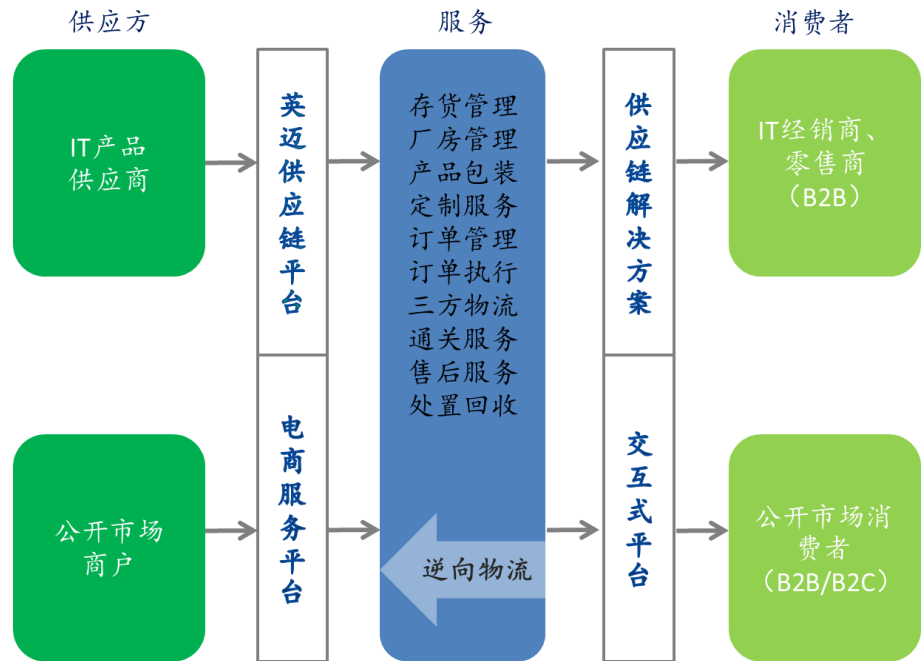 供应方
服务
消费者
IT产品
供应商
英迈供应链平台
存货管理
厂房管理
产品包装
定制服务
订单管理
订单执行
三方物流
通关服务
售后服务
处置回收
供应链解决方案
IT经销商、
零售商
（B2B）
公开市场
商户
电商服务平台
逆向物流
交互式平台
公开市场消
费者
（B2B/B2C）